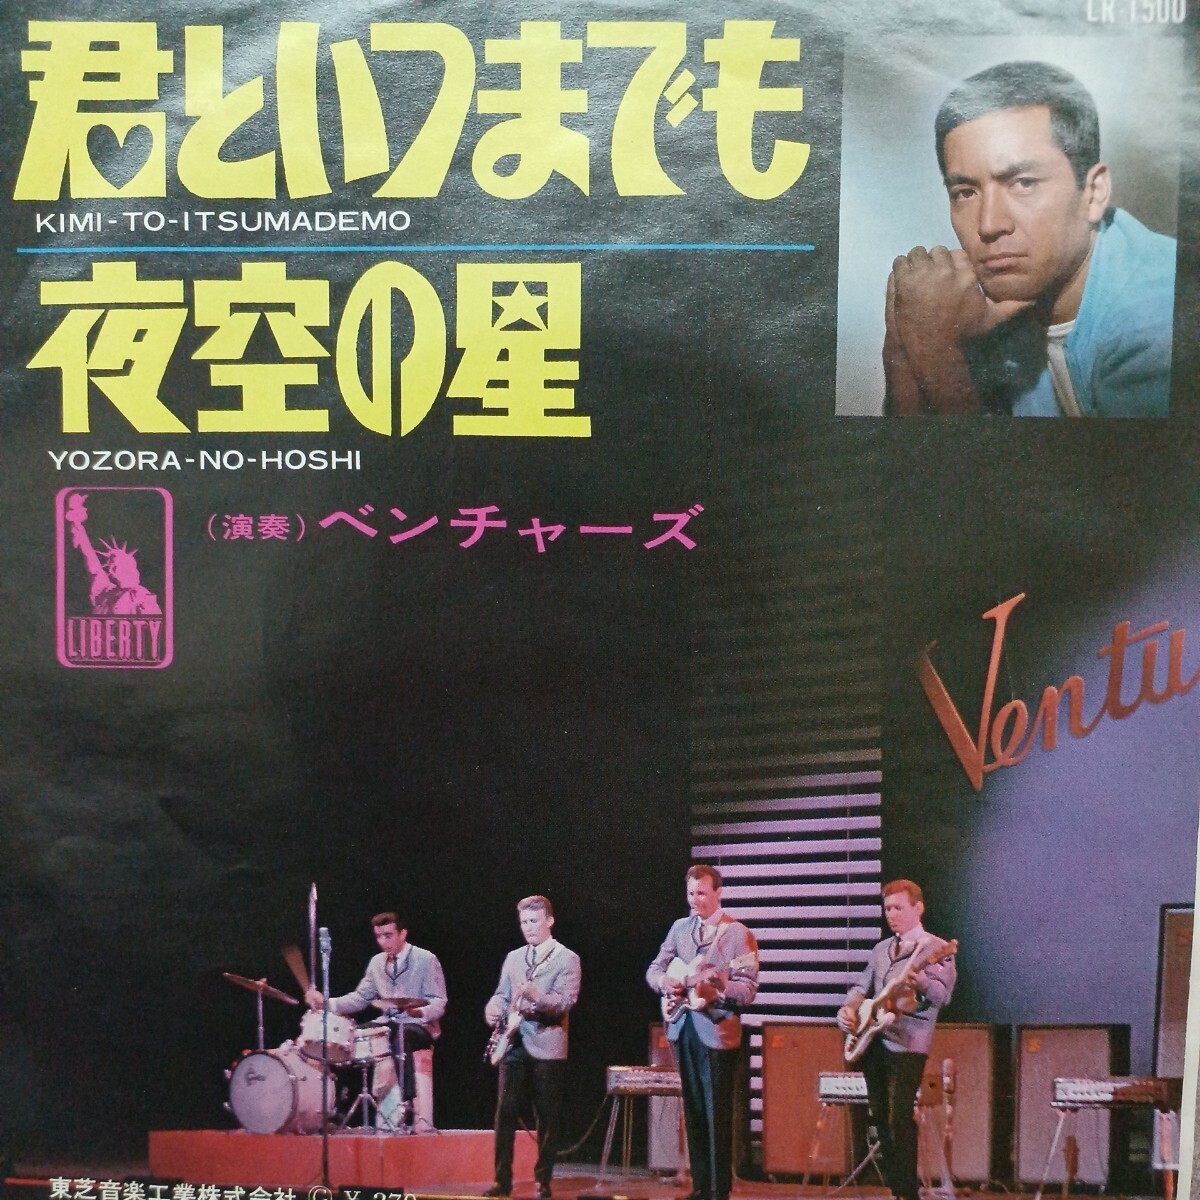 LR-1500
君といつまでも
KIMI-TO-ITSUMADEMO
夜空の星
YOZORA-NO-HOSHI
(演奏)ベンチャーズ
LIBERTY
Ventu
東芝音楽工業株式会社 Ⓒ ¥370